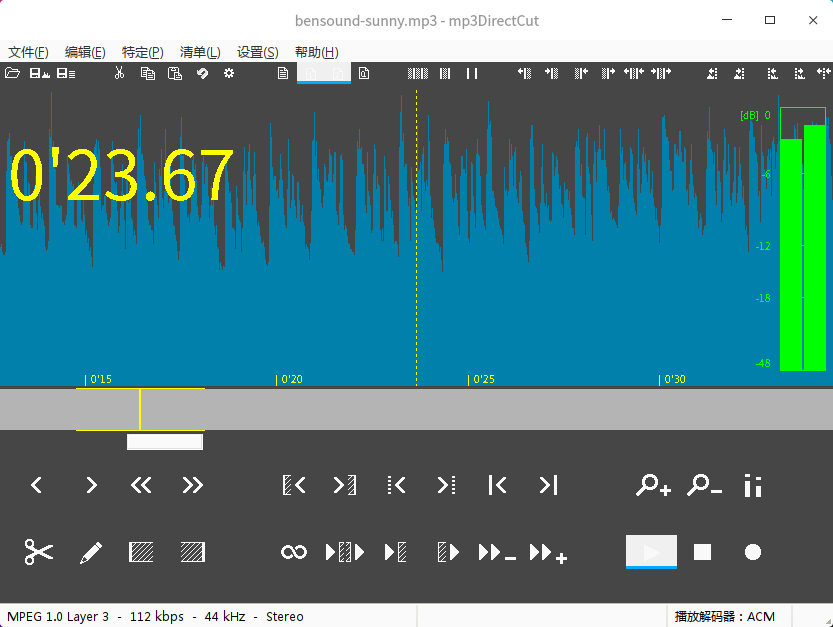 bensound-sunny.mp3 - mp3DirectCut
文件(F) 编辑(E) 特定(P) 清单(L) 设置(S) 帮助(H)
[dB] 0
0'23.67
-6
-12
-18
-48
0'15 0'20 0'25 0'30
MPEG 1.0 Layer 3 - 112 kbps - 44 kHz - Stereo 播放解码器：ACM